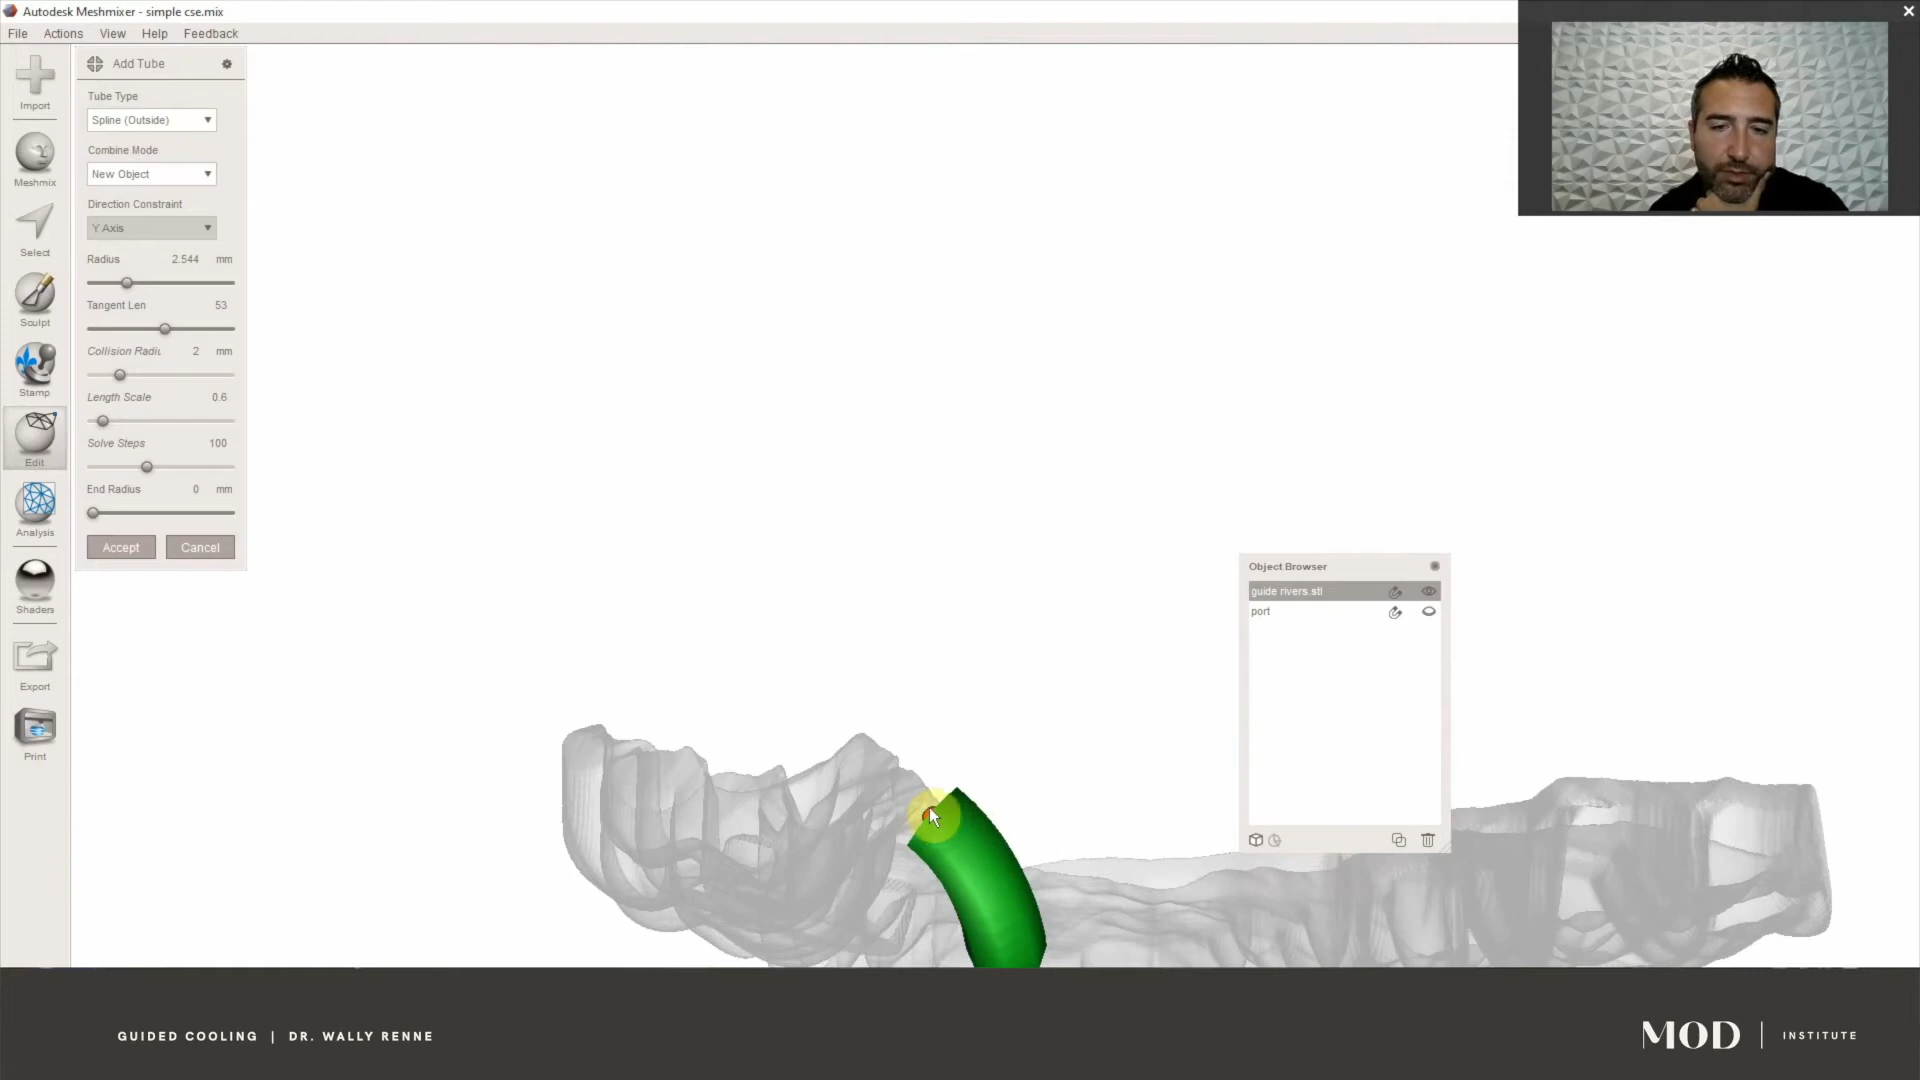 Autodesk Meshmixer - simple cse.mix
File Actions View Help Feedback
Import
Meshmix
Select
Sculpt
Stamp
Edit
Analysis
Shaders
Export
Print
Add Tube
Tube Type
Spline (Outside)
Combine Mode
New Object
Direction Constraint
Y Axis
Radius 2.544 mm
Tangent Len 53
Collision Radiu 2 mm
Length Scale 0.6
Solve Steps 100
End Radius 0 mm
Accept Cancel
Object Browser
guide rivers.stl
port
GUIDED COOLING | DR. WALLY RENNE
MOD | INSTITUTE